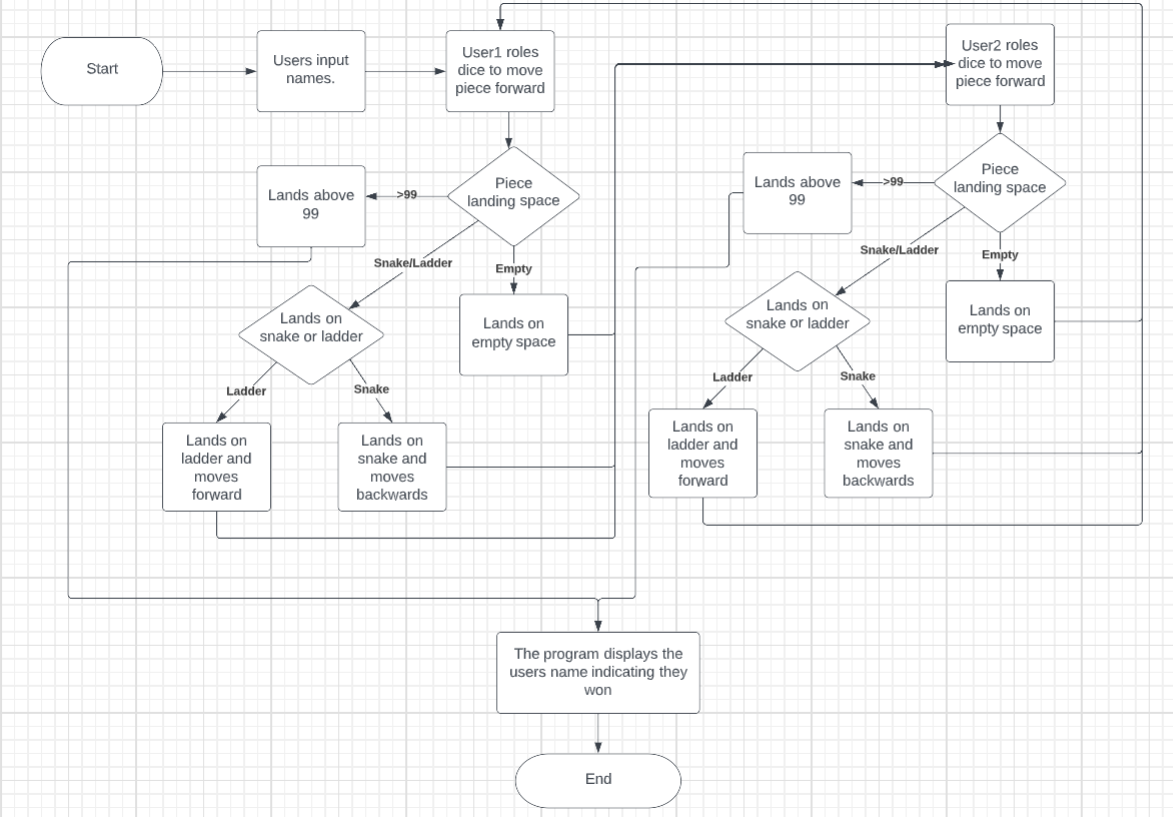 Start
Users input
names.
User1 roles
dice to move
piece forward
User2 roles
dice to move
piece forward
Lands above
99
>99
Piece
landing space
Snake/Ladder
Empty
Lands on
snake or ladder
Lands on
empty space
Ladder
Snake
Lands on
ladder and
moves
forward
Lands on
snake and
moves
backwards
Lands above
99
>99
Piece
landing space
Snake/Ladder
Empty
Lands on
snake or ladder
Lands on
empty space
Ladder
Snake
Lands on
ladder and
moves
forward
Lands on
snake and
moves
backwards
The program displays the
users name indicating they
won
End